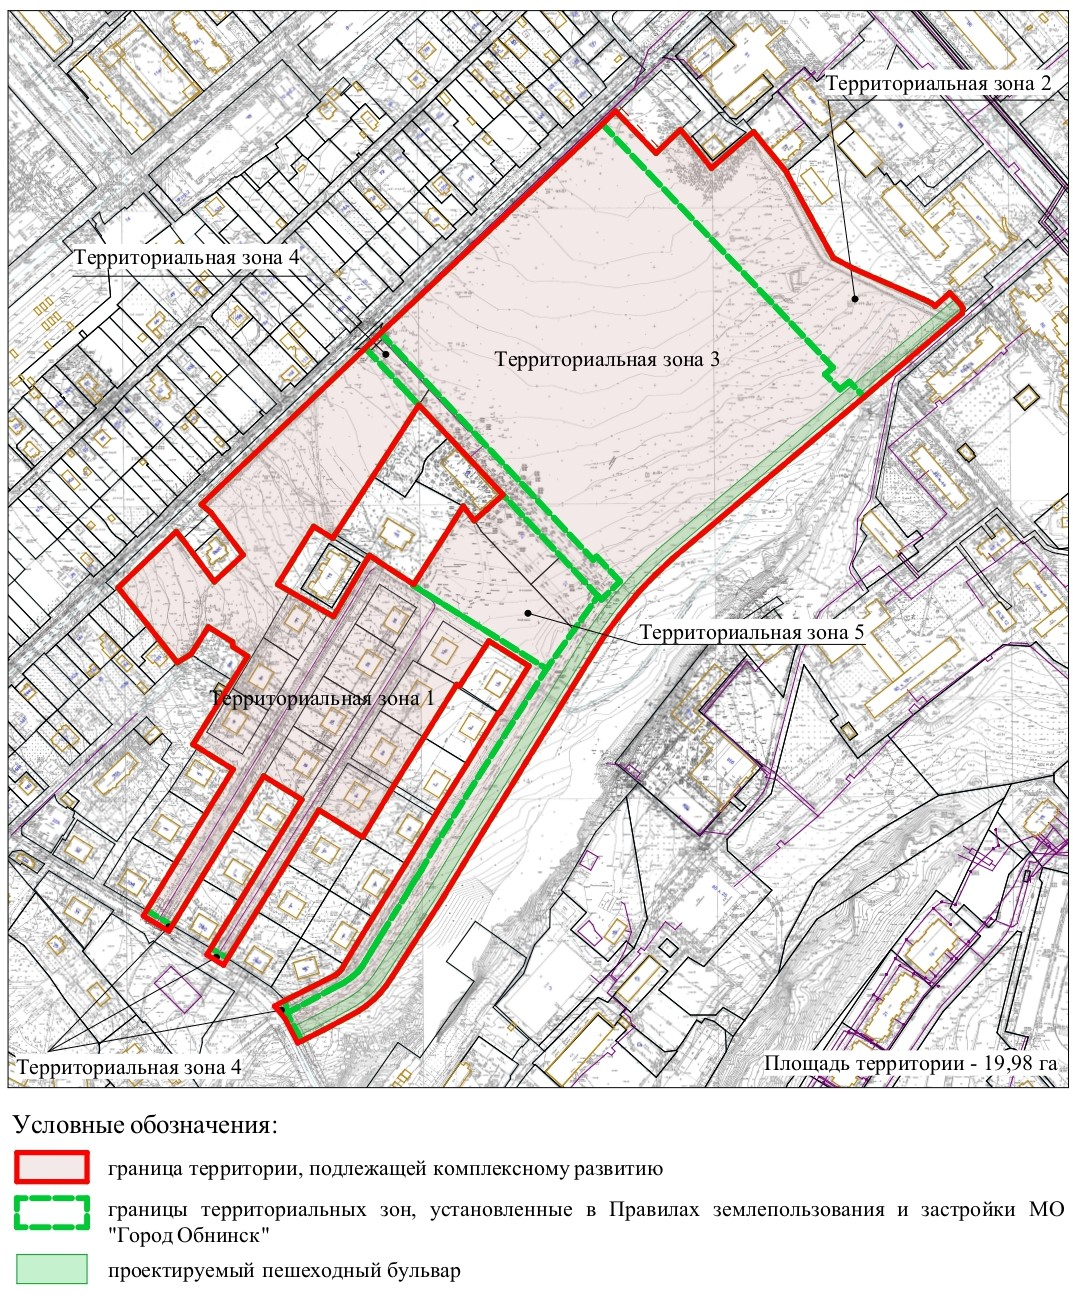 Территориальная зона 2
Территориальная зона 4
Территориальная зона 3
Территориальная зона 5
Территориальная зона 1
Территориальная зона 4
Площадь территории - 19,98 га
Условные обозначения:
граница территории, подлежащей комплексному развитию
границы территориальных зон, установленные в Правилах землепользования и застройки МО
"Город Обнинск"
проектируемый пешеходный бульвар